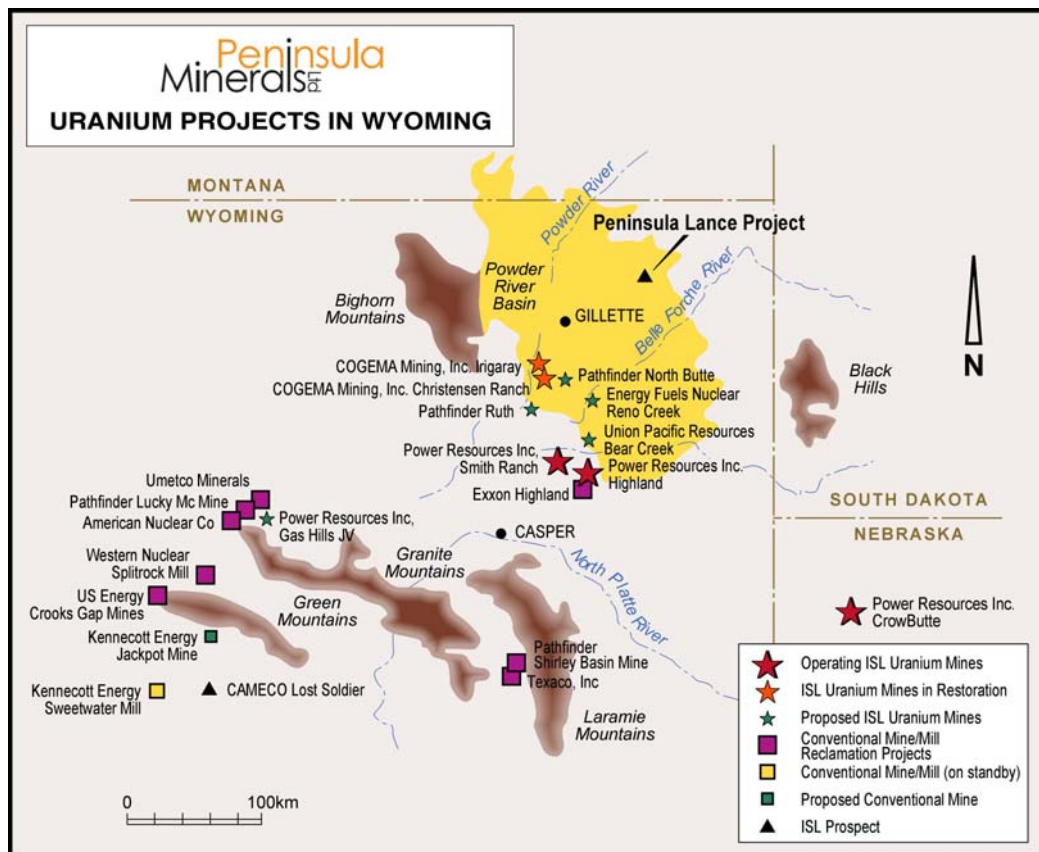 Peninsula
Minerals Ltd
URANIUM PROJECTS IN WYOMING
MONTANA
WYOMING
Powder River
Peninsula Lance Project
Powder
River
Basin
Belle Forche River
Bighorn
Mountains
GILLETTE
N
COGEMA Mining, Inc. Irigaray
COGEMA Mining, Inc. Christensen Ranch
Pathfinder North Butte
Pathfinder Ruth
Energy Fuels Nuclear
Reno Creek
Black
Hills
Union Pacific Resources
Bear Creek
Power Resources Inc,
Smith Ranch
Power Resources Inc.
Highland
Exxon Highland
Umetco Minerals
Pathfinder Lucky Mc Mine
American Nuclear Co
Power Resources Inc,
Gas Hills JV
SOUTH DAKOTA
NEBRASKA
CASPER
Granite
Mountains
North Platte River
Western Nuclear
Splitrock Mill
US Energy
Crooks Gap Mines
Green
Mountains
Power Resources Inc.
CrowButte
Kennecott Energy
Jackpot Mine
Pathfinder
Shirley Basin Mine
Texaco, Inc
Kennecott Energy
Sweetwater Mill
CAMECO Lost Soldier
Laramie
Mountains
0 100km
Operating ISL Uranium Mines
ISL Uranium Mines in Restoration
Proposed ISL Uranium Mines
Conventional Mine/Mill
Reclamation Projects
Conventional Mine/Mill (on standby)
Proposed Conventional Mine
ISL Prospect